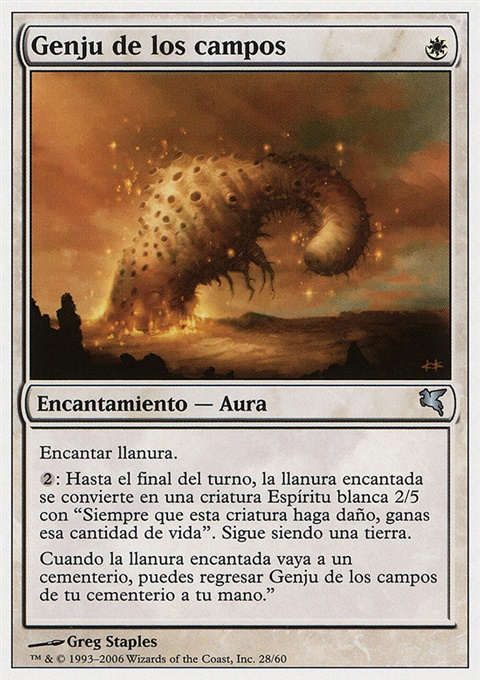 Genju de los campos
Encantamiento — Aura
Encantar llanura.
2: Hasta el final del turno, la llanura encantada
se convierte en una criatura Espíritu blanca 2/5
con “Siempre que esta criatura haga daño, ganas
esa cantidad de vida”. Sigue siendo una tierra.
Cuando la llanura encantada vaya a un
cementerio, puedes regresar Genju de los campos
de tu cementerio a tu mano.”
Greg Staples
™ & © 1993–2006 Wizards of the Coast, Inc. 28/60